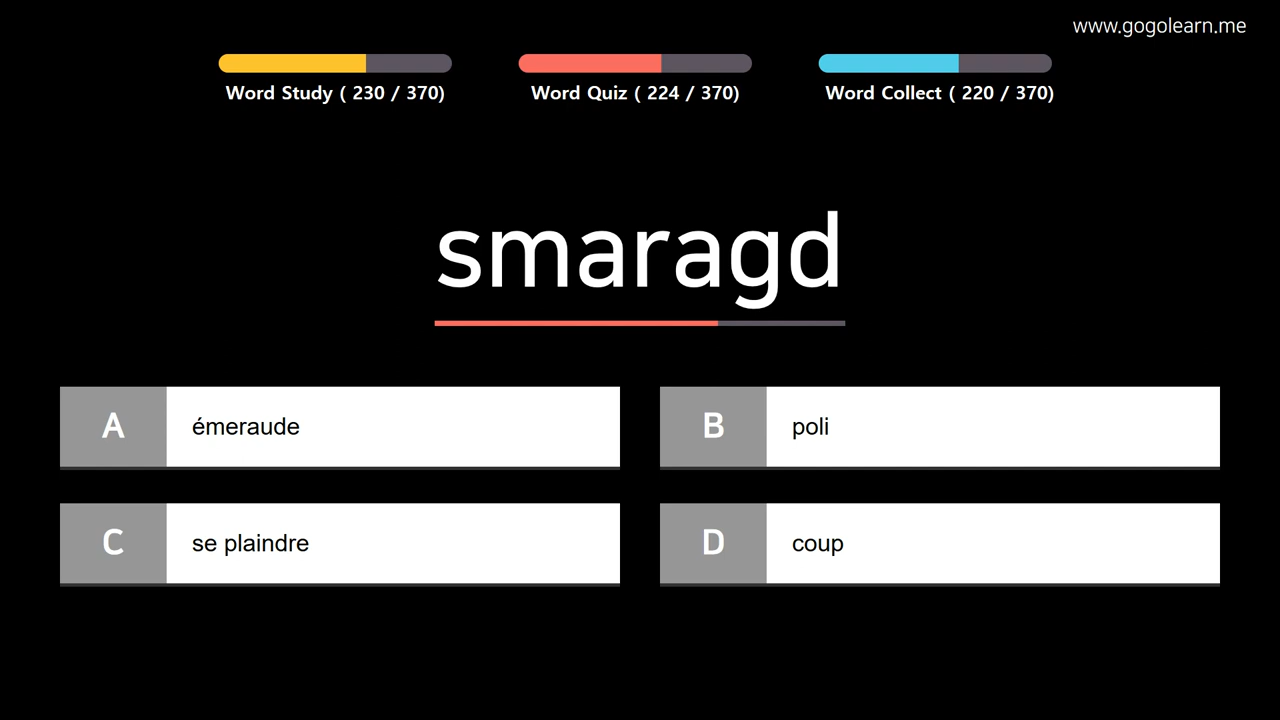 www.gogolearn.me
Word Study ( 230 / 370)
Word Quiz ( 224 / 370)
Word Collect ( 220 / 370)
smaragd
A émeraude
B poli
C se plaindre
D coup